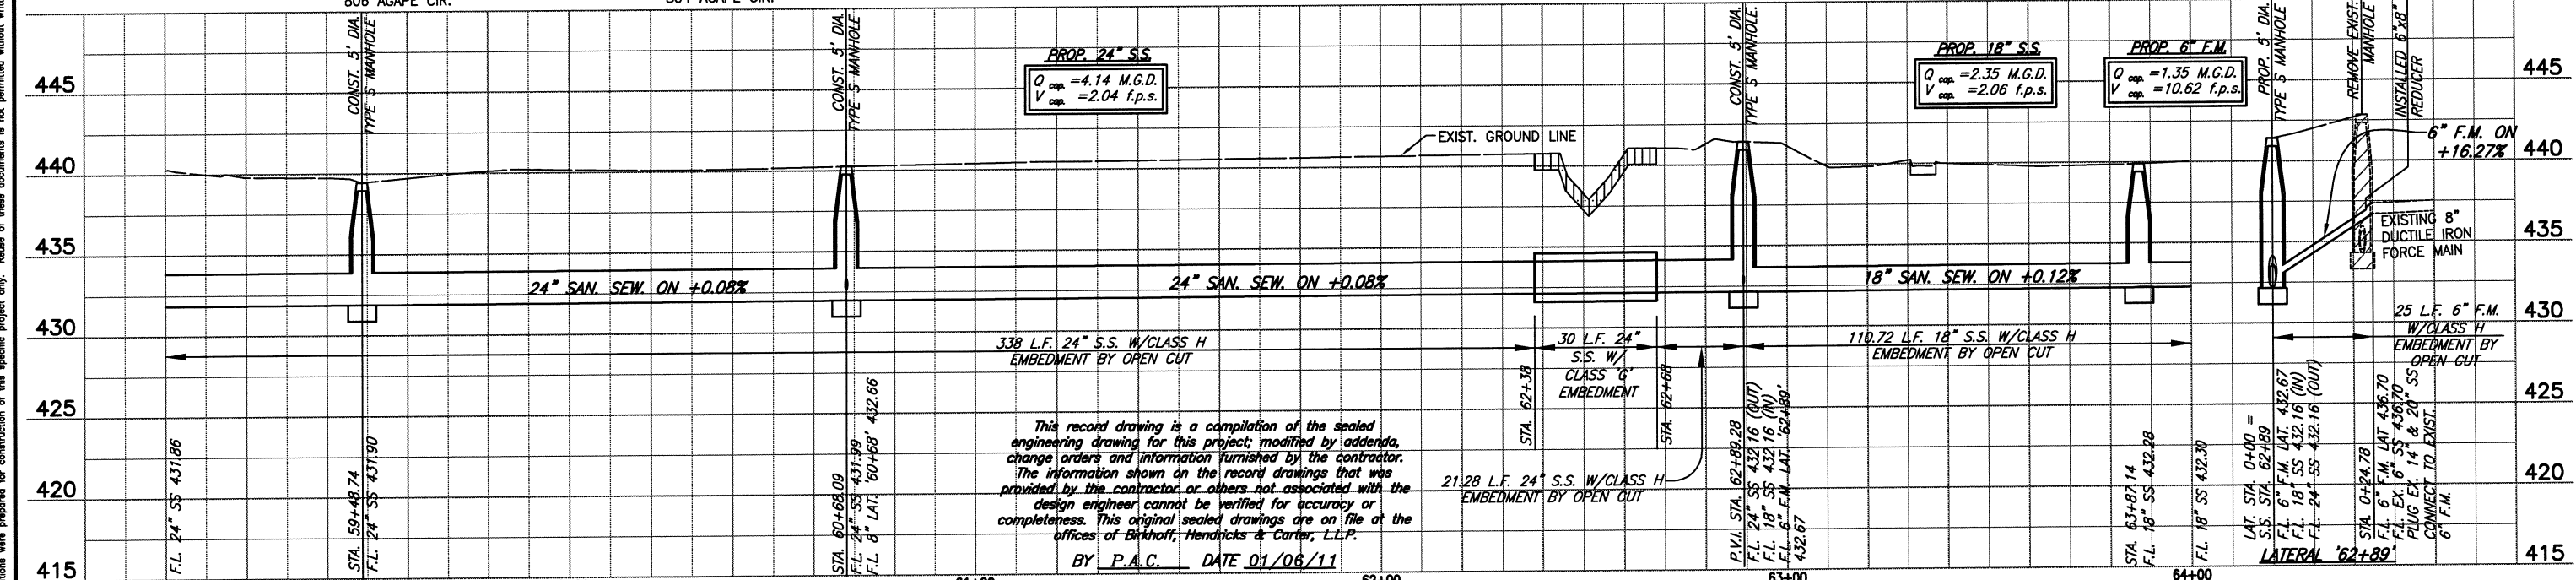 806 AGAPE CIR.
445
440
435
430
425
420
415
CONST. 5' DIA.
TYPE S MANHOLE
CONST. 5' DIA.
TYPE S MANHOLE
PROP. 24" S.S.
Q cap. =4.14 M.G.D.
V cap. =2.04 f.p.s.
EXIST. GROUND LINE
CONST. 5' DIA.
TYPE S MANHOLE.
PROP. 18" S.S.
Q cap. =2.35 M.G.D.
V cap. =2.06 f.p.s.
PROP. 6" F.M.
Q cap. =1.35 M.G.D.
V cap. =10.62 f.p.s.
PROP. 5' DIA.
TYPE S MANHOLE
REMOVE EXIST.
MANHOLE
INSTALLED 6"x8"
REDUCER
6" F.M. ON
+16.27%
EXISTING 8"
DUCTILE IRON
FORCE MAIN
24" SAN. SEW. ON +0.08%
24" SAN. SEW. ON +0.08%
18" SAN. SEW. ON +0.12%
338 L.F. 24" S.S. W/CLASS H
EMBEDMENT BY OPEN CUT
30 L.F. 24"
S.S. W/
CLASS 'G'
EMBEDMENT
110.72 L.F. 18" S.S. W/CLASS H
EMBEDMENT BY OPEN CUT
25 L.F. 6" F.M.
W/CLASS H
EMBEDMENT BY
OPEN CUT
21.28 L.F. 24" S.S. W/CLASS H
EMBEDMENT BY OPEN CUT
F.L. 24" SS 431.86
STA. 59+48.74
F.L. 24" SS 431.90
STA. 60+68.09
F.L. 24" SS 431.99
F.L. 8" LAT. '60+68' 432.66
This record drawing is a compilation of the sealed
engineering drawing for this project; modified by addenda,
change orders and information furnished by the contractor.
The information shown on the record drawings that was
provided by the contractor or others not associated with the
design engineer cannot be verified for accuracy or
completeness. This original sealed drawings are on file at the
offices of Birkhoff, Hendricks & Carter, L.L.P.
BY P.A.C. DATE 01/06/11
STA. 62+38
STA. 62+68
P.V.I. STA. 62+89.28
F.L. 24" SS 432.16 (OUT)
F.L. 18" SS 432.16 (IN)
F.L. 6" F.M. LAT. '62+89'
432.67
STA. 63+87.14
F.L. 18" SS 432.28
F.L. 18" SS 432.30
LAT. STA. 0+00 =
S.S. STA. 62+89
F.L. 6" F.M. LAT. 432.67
F.L. 18" SS 432.16 (IN)
F.L. 24" SS 432.16 (OUT)
STA. 0+24.78
F.L. 6" F.M. LAT 436.70
F.L. EX. 6" SS 436.70
PLUG EX. 14" & 20" SS
CONNECT TO EXIST.
6" F.M.
LATERAL '62+89'
445
440
435
430
425
420
415
62+00
63+00
64+00